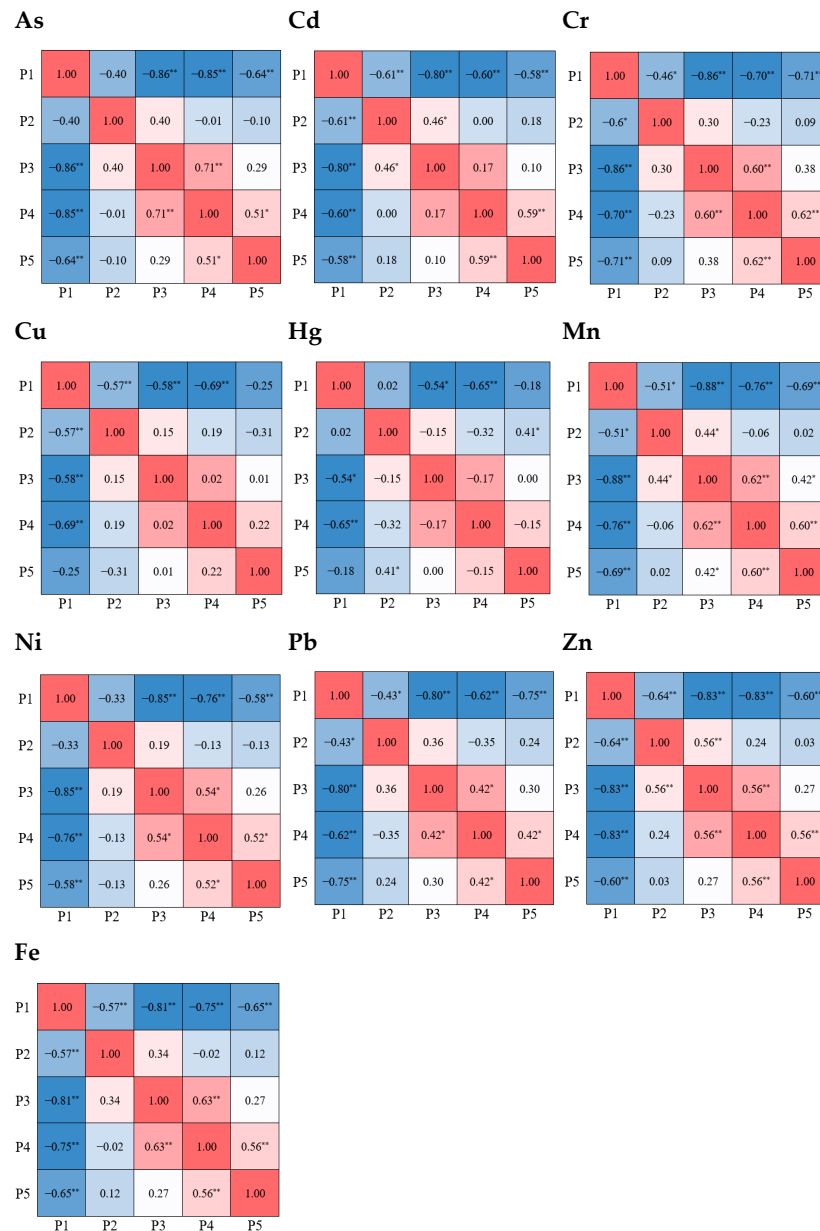 As Cd Cr
P1 1.00 −0.40 −0.86** −0.85** −0.64** P1 1.00 −0.61** −0.80** −0.60** −0.58** P1 1.00 −0.46* −0.86** −0.70** −0.71**
P2 −0.40 1.00 0.40 −0.01 −0.10 P2 −0.61** 1.00 0.46* 0.00 0.18 P2 −0.6* 1.00 0.30 −0.23 0.09
P3 −0.86** 0.40 1.00 0.71** 0.29 P3 −0.80** 0.46* 1.00 0.17 0.10 P3 −0.86** 0.30 1.00 0.60** 0.38
P4 −0.85** −0.01 0.71** 1.00 0.51* P4 −0.60** 0.00 0.17 1.00 0.59** P4 −0.70** −0.23 0.60** 1.00 0.62**
P5 −0.64** −0.10 0.29 0.51* 1.00 P5 −0.58** 0.18 0.10 0.59** 1.00 P5 −0.71** 0.09 0.38 0.62** 1.00
P1 P2 P3 P4 P5 P1 P2 P3 P4 P5 P1 P2 P3 P4 P5
Cu Hg Mn
P1 1.00 −0.57** −0.58** −0.69** −0.25 P1 1.00 0.02 −0.54* −0.65** −0.18 P1 1.00 −0.51* −0.88** −0.76** −0.69**
P2 −0.57** 1.00 0.15 0.19 −0.31 P2 0.02 1.00 −0.15 −0.32 0.41* P2 −0.51* 1.00 0.44* −0.06 0.02
P3 −0.58** 0.15 1.00 0.02 0.01 P3 −0.54* −0.15 1.00 −0.17 0.00 P3 −0.88** 0.44* 1.00 0.62** 0.42*
P4 −0.69** 0.19 0.02 1.00 0.22 P4 −0.65** −0.32 −0.17 1.00 −0.15 P4 −0.76** −0.06 0.62** 1.00 0.60**
P5 −0.25 −0.31 0.01 0.22 1.00 P5 −0.18 0.41* 0.00 −0.15 1.00 P5 −0.69** 0.02 0.42* 0.60** 1.00
P1 P2 P3 P4 P5 P1 P2 P3 P4 P5 P1 P2 P3 P4 P5
Ni Pb Zn
P1 1.00 −0.33 −0.85** −0.76** −0.58** P1 1.00 −0.43* −0.80** −0.62** −0.75** P1 1.00 −0.64** −0.83** −0.83** −0.60**
P2 −0.33 1.00 0.19 −0.13 −0.13 P2 −0.43* 1.00 0.36 −0.35 0.24 P2 −0.64** 1.00 0.56** 0.24 0.03
P3 −0.85** 0.19 1.00 0.54* 0.26 P3 −0.80** 0.36 1.00 0.42* 0.30 P3 −0.83** 0.56** 1.00 0.56** 0.27
P4 −0.76** −0.13 0.54* 1.00 0.52* P4 −0.62** −0.35 0.42* 1.00 0.42* P4 −0.83** 0.24 0.56** 1.00 0.56**
P5 −0.58** −0.13 0.26 0.52* 1.00 P5 −0.75** 0.24 0.30 0.42* 1.00 P5 −0.60** 0.03 0.27 0.56** 1.00
P1 P2 P3 P4 P5 P1 P2 P3 P4 P5 P1 P2 P3 P4 P5
Fe
P1 1.00 −0.57** −0.81** −0.75** −0.65**
P2 −0.57** 1.00 0.34 −0.02 0.12
P3 −0.81** 0.34 1.00 0.63** 0.27
P4 −0.75** −0.02 0.63** 1.00 0.56**
P5 −0.65** 0.12 0.27 0.56** 1.00
P1 P2 P3 P4 P5